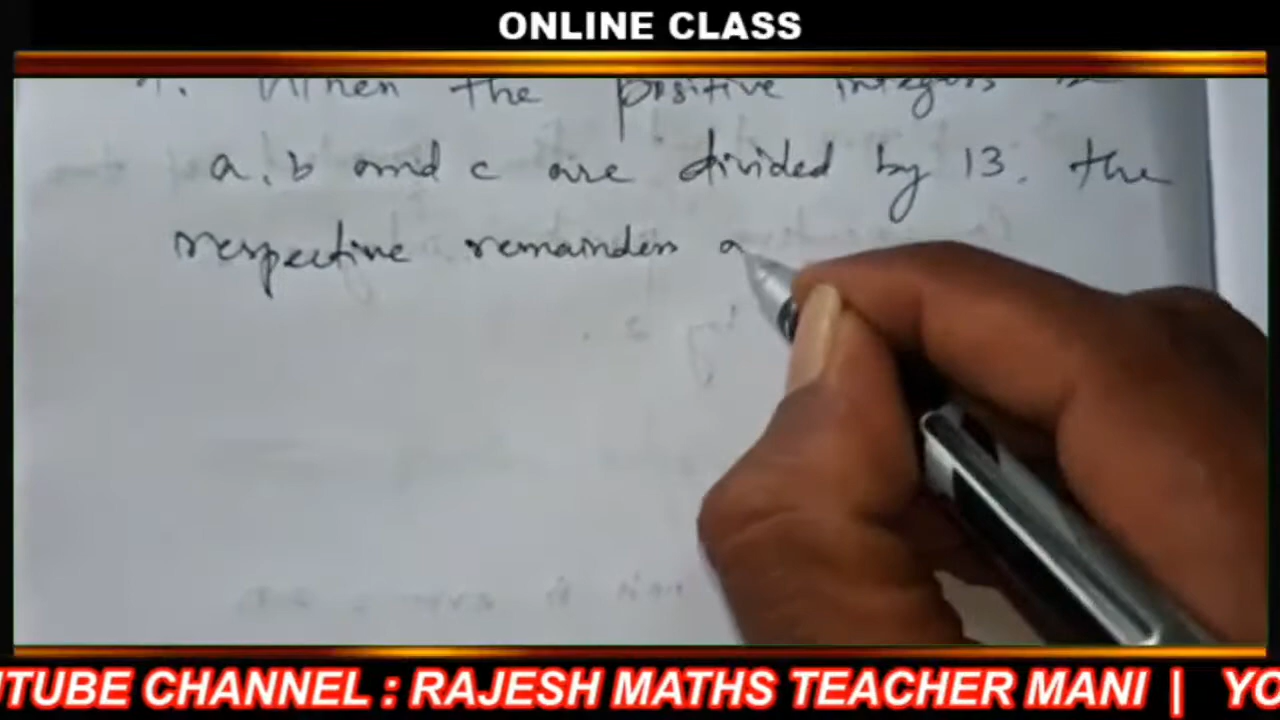 ONLINE CLASS
When the positive integers
a, b and c are divided by 13. the
respective remainders a
UTUBE CHANNEL : RAJESH MATHS TEACHER MANI | YO